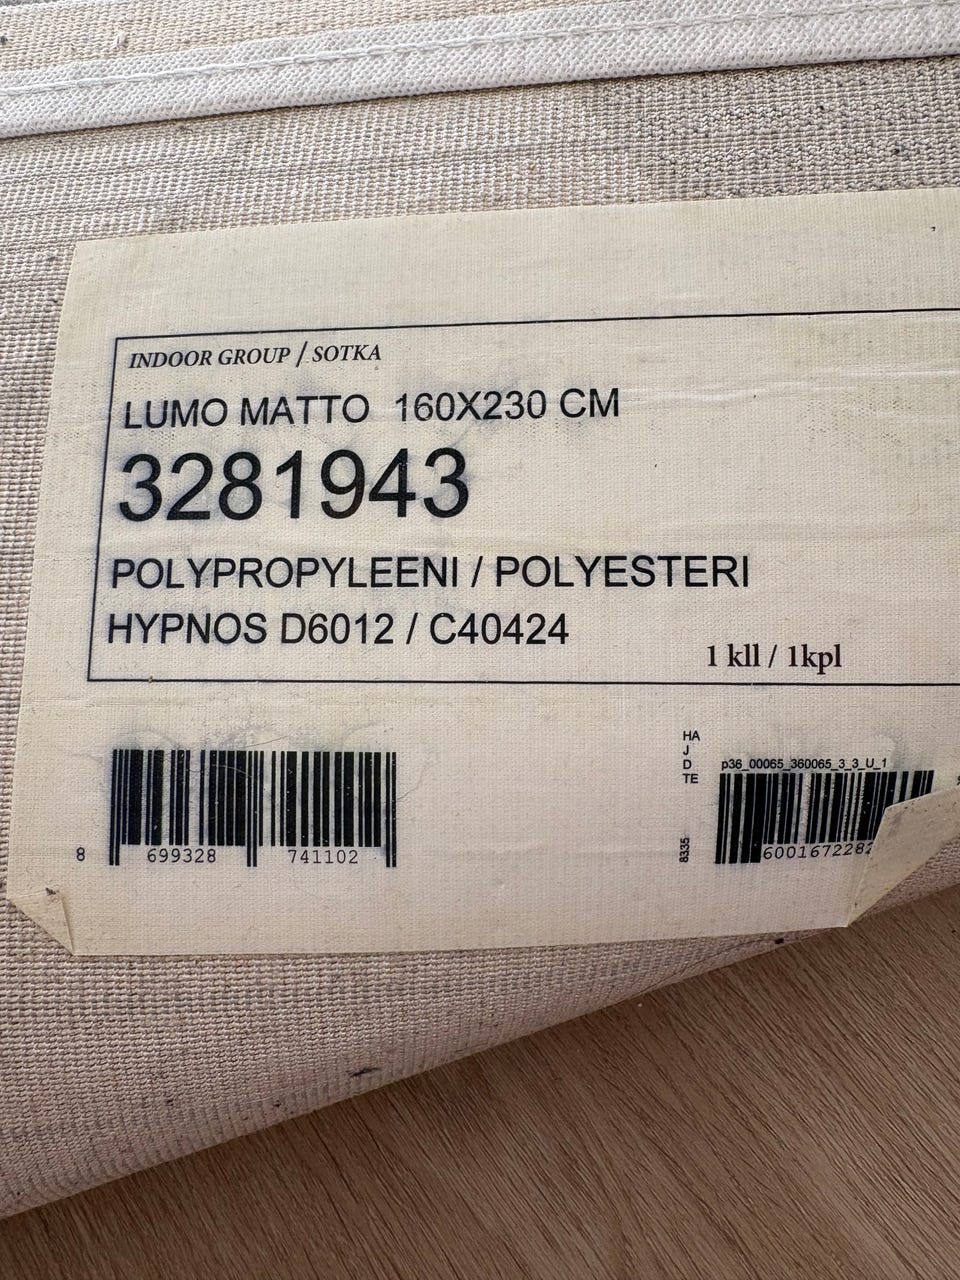 INDOOR GROUP / SOTKA
LUMO MATTO 160X230 CM
3281943
POLYPROPYLEENI / POLYESTERI
HYPNOS D6012 / C40424
1 kll / 1kpl
8 699328 741102
HA
J
D
TE
8335
p36_00065_360065_3_3_U_1
600167228